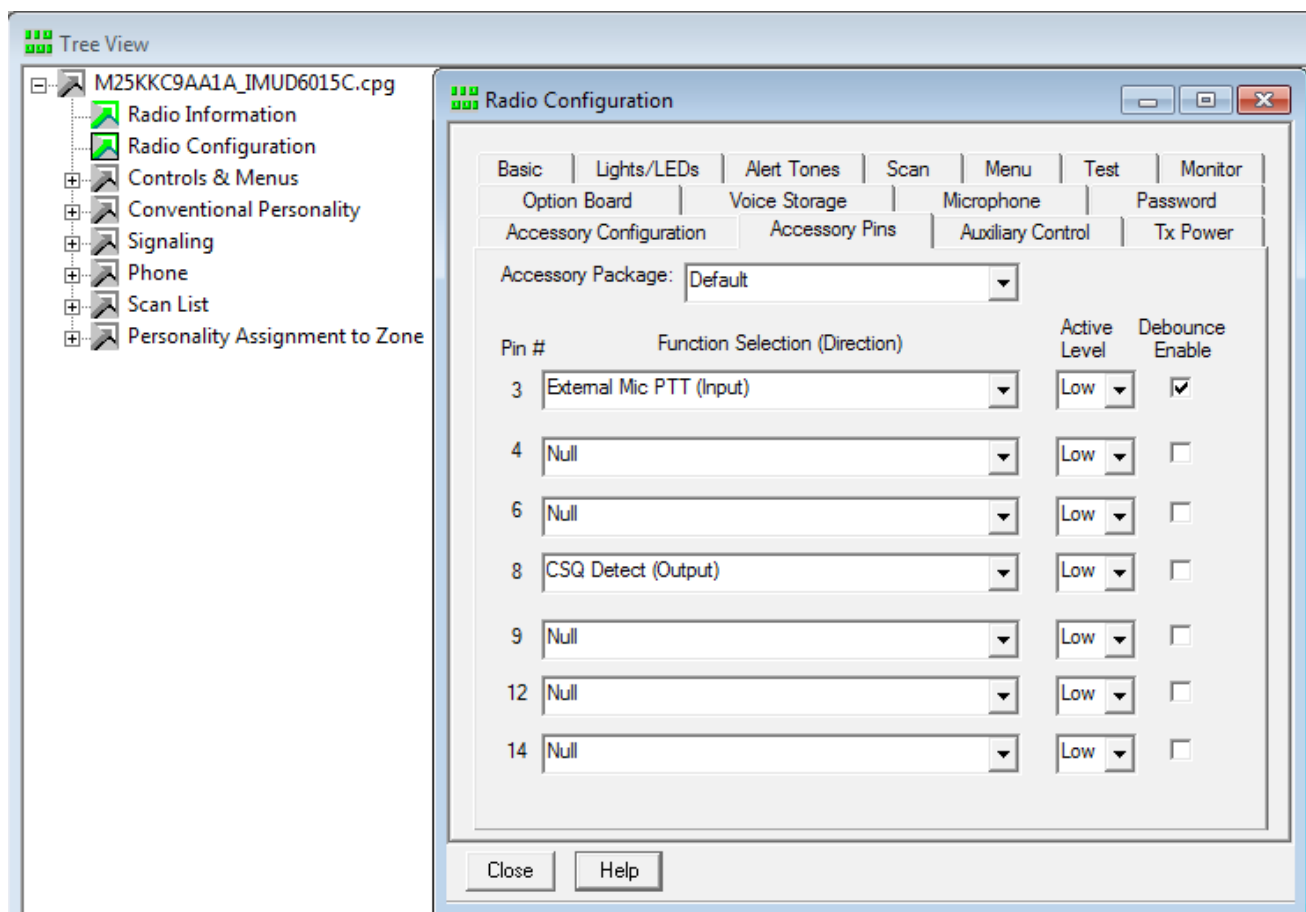 Tree View
M25KKC9AA1A_IMUD6015C.cpg
Radio Information
Radio Configuration
Controls & Menus
Conventional Personality
Signaling
Phone
Scan List
Personality Assignment to Zone
Radio Configuration
Basic Lights/LEDs Alert Tones Scan Menu Test Monitor
Option Board Voice Storage Microphone Password
Accessory Configuration Accessory Pins Auxiliary Control Tx Power
Accessory Package: Default
Pin # Function Selection (Direction) Active Level Debounce Enable
3 External Mic PTT (Input) Low
4 Null Low
6 Null Low
8 CSQ Detect (Output) Low
9 Null Low
12 Null Low
14 Null Low
Close Help